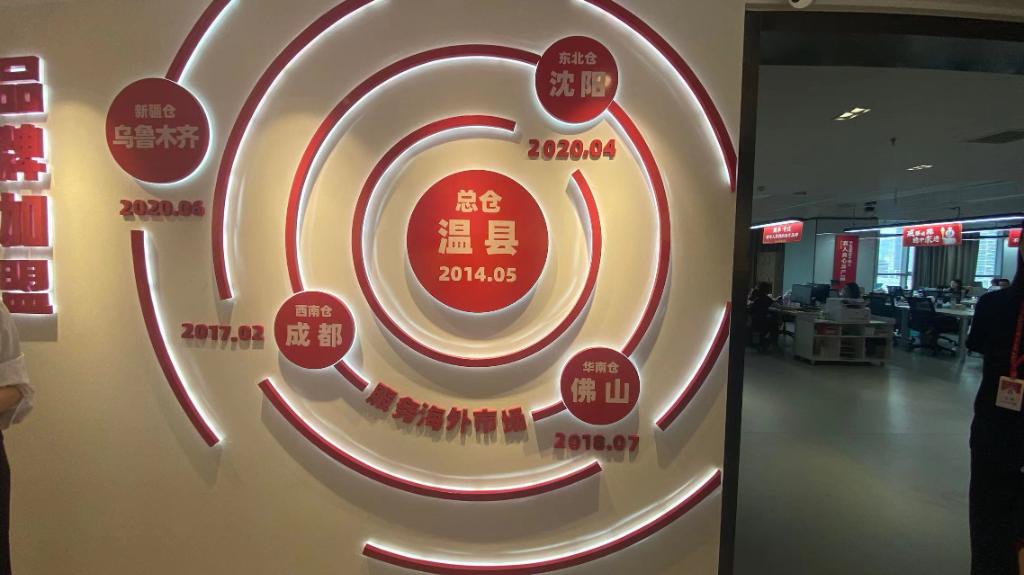 品牌加盟
新疆仓
乌鲁木齐
2020.06
东北仓
沈阳
2020.04
总仓
温县
2014.05
西南仓
成都
2017.02
华南仓
佛山
2018.07
服务海外市场